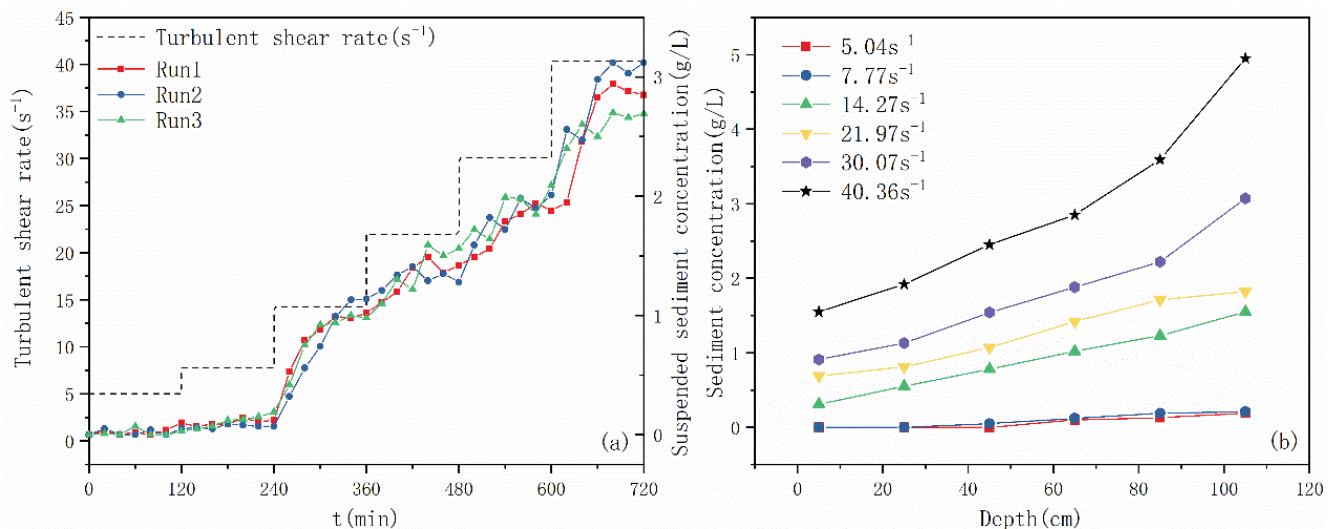 45
40
35
30
25
20
15
10
5
0
Turbulent shear rate(s⁻¹)
Turbulent shear rate(s⁻¹)
Run1
Run2
Run3
(a)
0 120 240 360 480 600 720
t(min)
3
2
1
0
Suspended sediment concentration(g/L)
5
4
3
2
1
0
Sediment concentration(g/L)
5.04s⁻¹
7.77s⁻¹
14.27s⁻¹
21.97s⁻¹
30.07s⁻¹
40.36s⁻¹
(b)
0 20 40 60 80 100 120
Depth(cm)